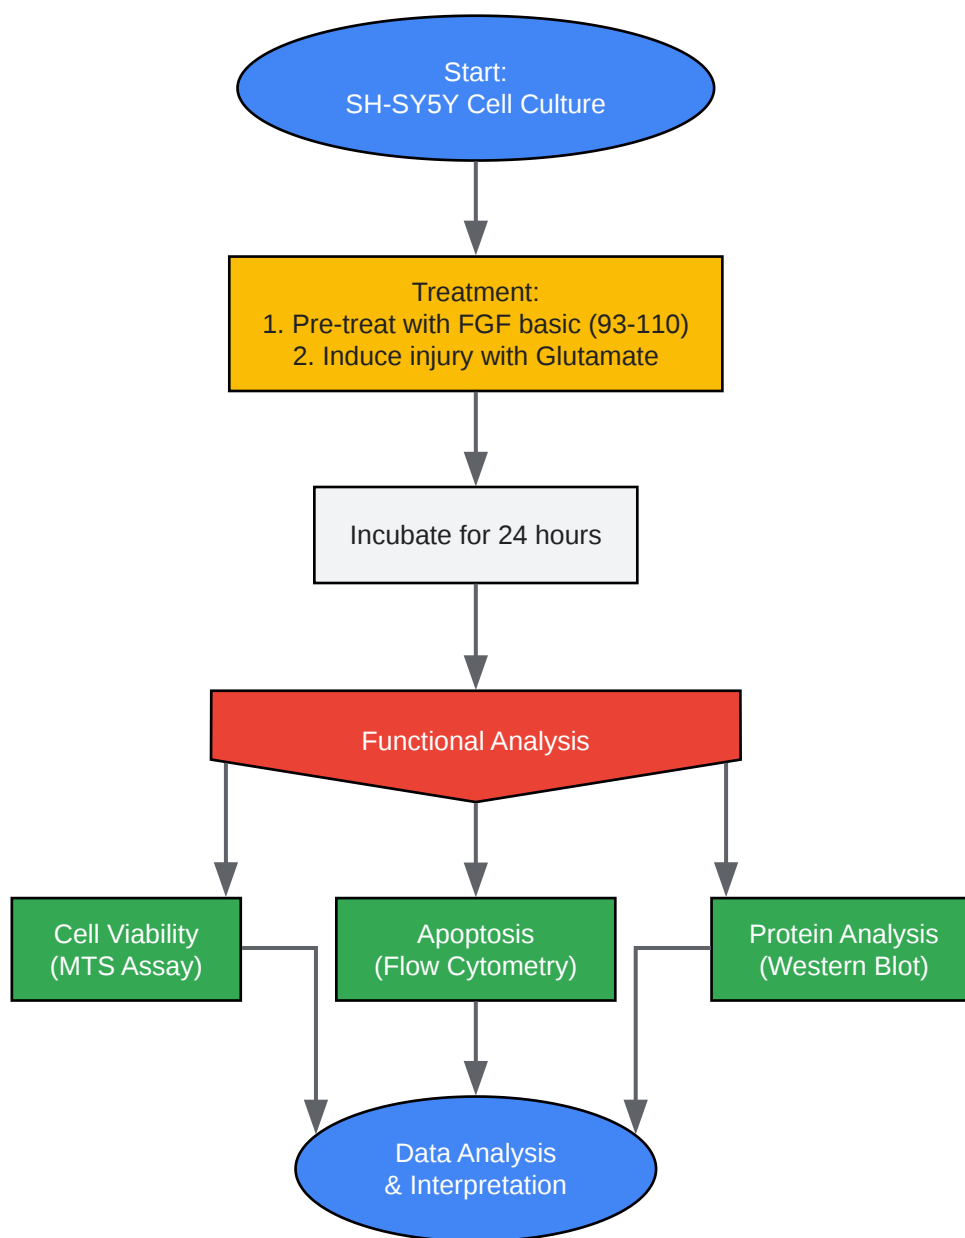 Start:
SH-SY5Y Cell Culture
Treatment:
1. Pre-treat with FGF basic (93-110)
2. Induce injury with Glutamate
Incubate for 24 hours
Functional Analysis
Cell Viability
(MTS Assay)
Apoptosis
(Flow Cytometry)
Protein Analysis
(Western Blot)
Data Analysis
& Interpretation